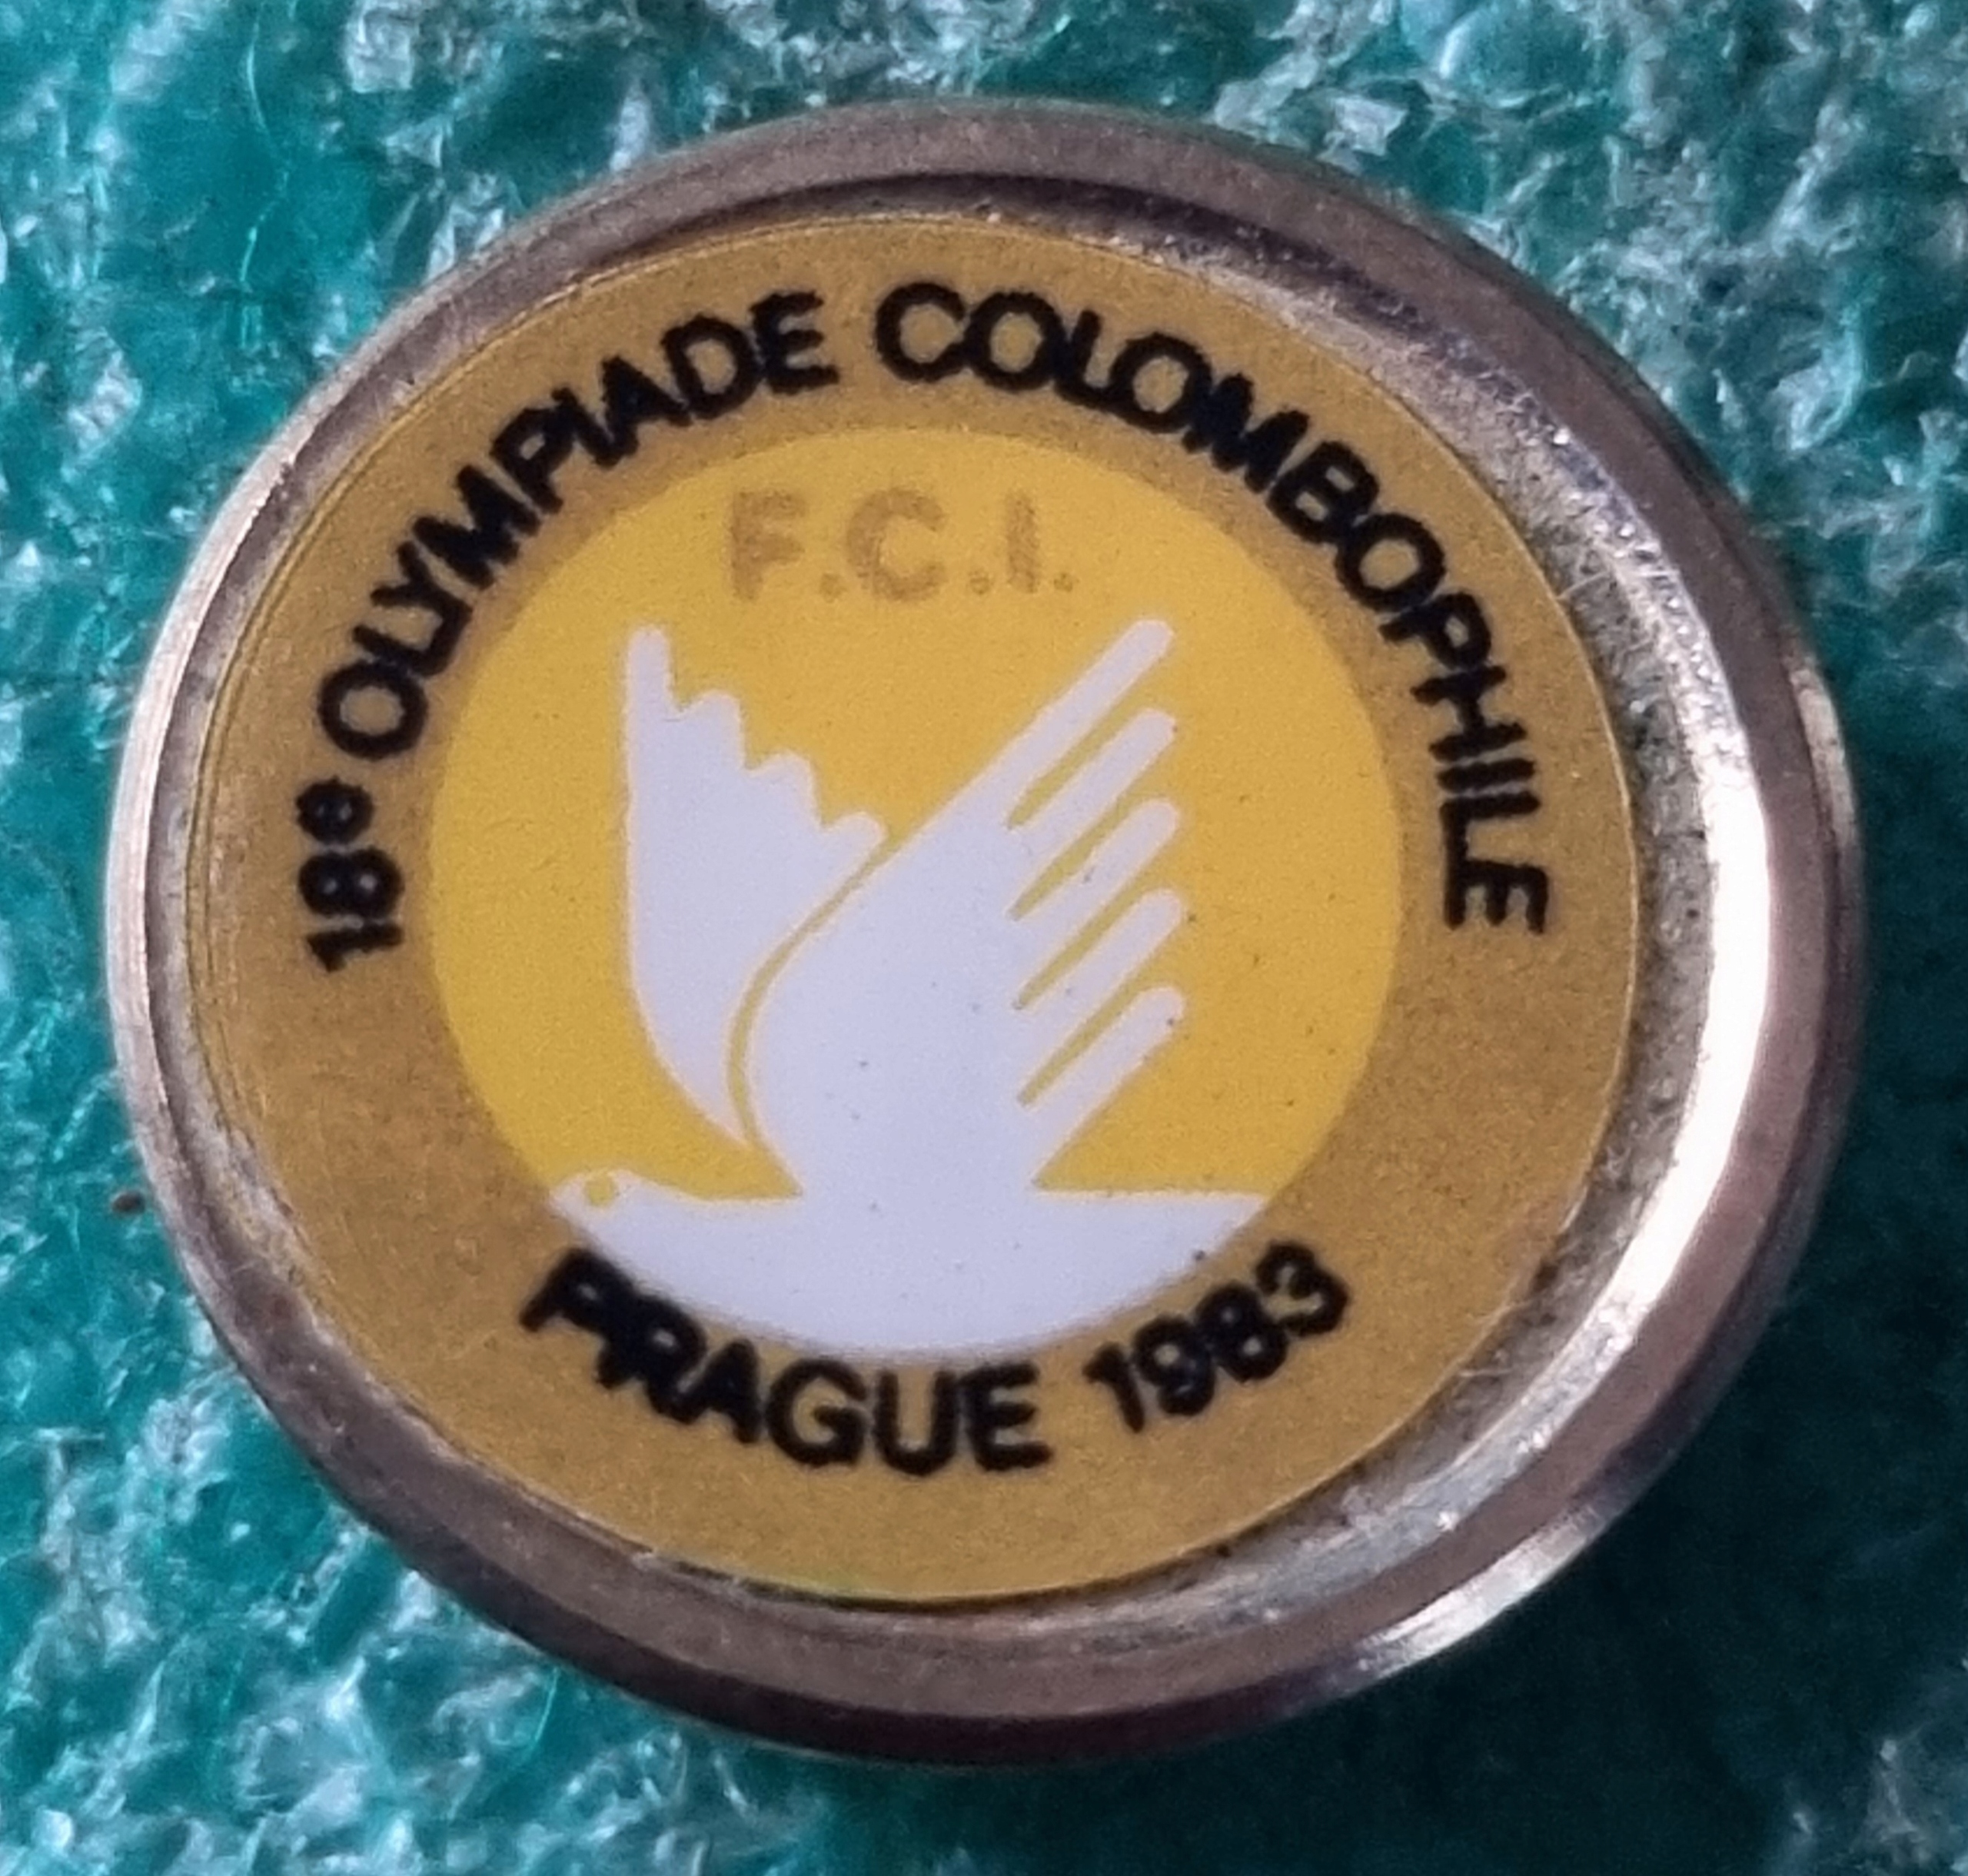 18e OLYMPIADE COLOMBOPHILE
F.C.I.
PRAGUE 1983